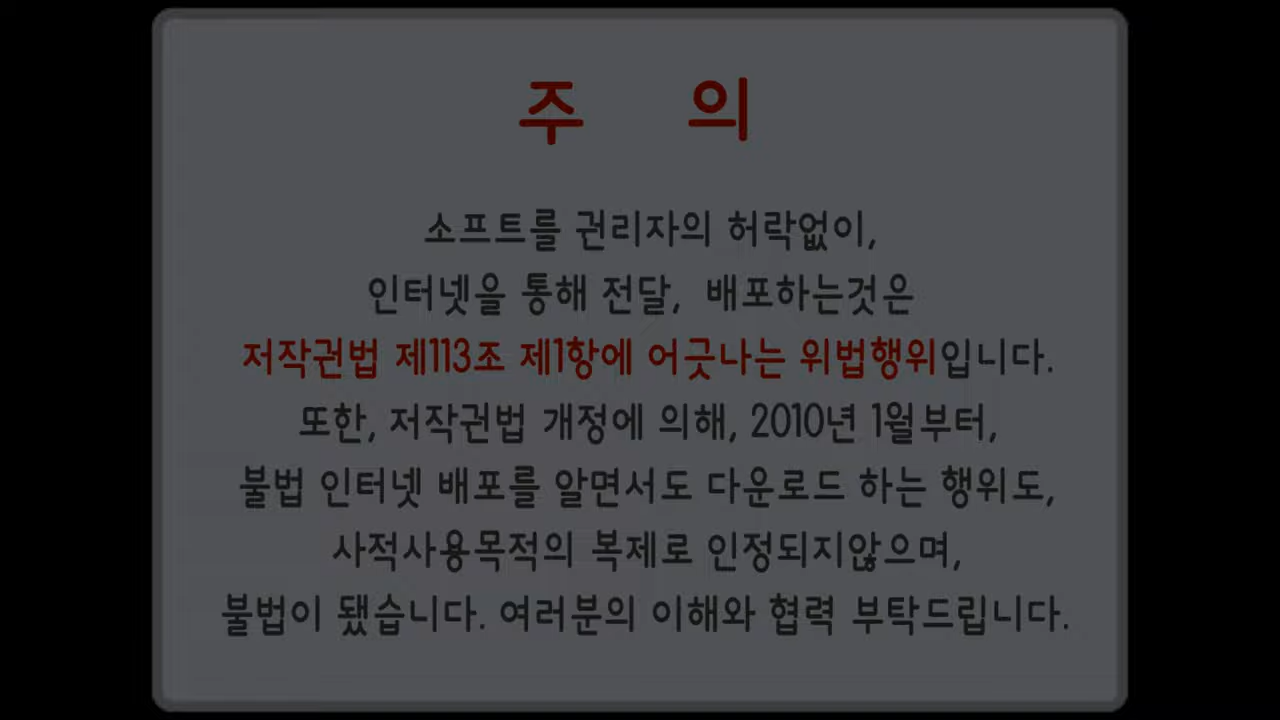 주 의
소프트를 권리자의 허락없이,
인터넷을 통해 전달, 배포하는것은
저작권법 제113조 제1항에 어긋나는 위법행위입니다.
또한, 저작권법 개정에 의해, 2010년 1월부터,
불법 인터넷 배포를 알면서도 다운로드 하는 행위도,
사적사용목적의 복제로 인정되지않으며,
불법이 됐습니다. 여러분의 이해와 협력 부탁드립니다.